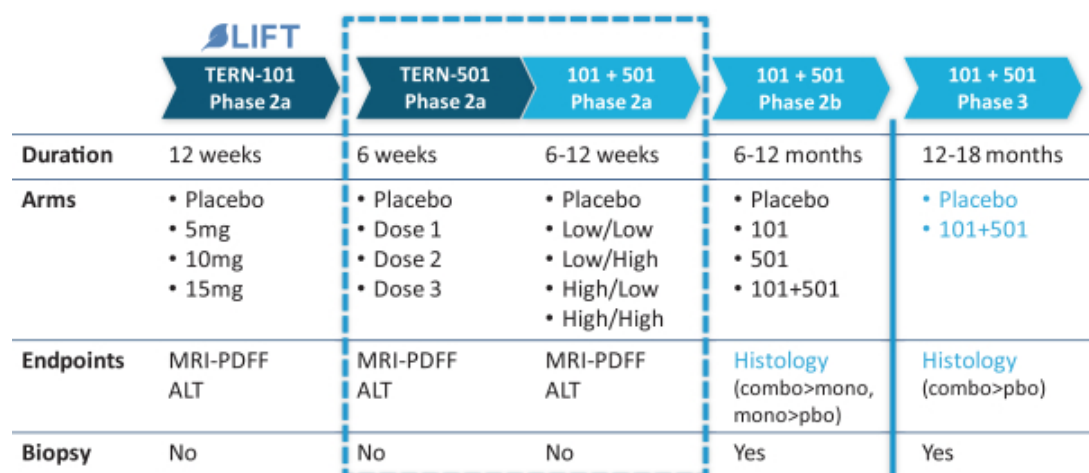 LIFT
TERN-101
Phase 2a
TERN-501
Phase 2a
101 + 501
Phase 2a
101 + 501
Phase 2b
101 + 501
Phase 3
Duration 12 weeks 6 weeks 6-12 weeks 6-12 months 12-18 months
Arms • Placebo • Placebo • Placebo • Placebo • Placebo
• 5mg • Dose 1 • Low/Low • 101 • 101+501
• 10mg • Dose 2 • Low/High • 501
• 15mg • Dose 3 • High/Low • 101+501
• High/High
Endpoints MRI-PDFF MRI-PDFF MRI-PDFF Histology Histology
ALT ALT ALT (combo>mono, (combo>pbo)
mono>pbo)
Biopsy No No No Yes Yes